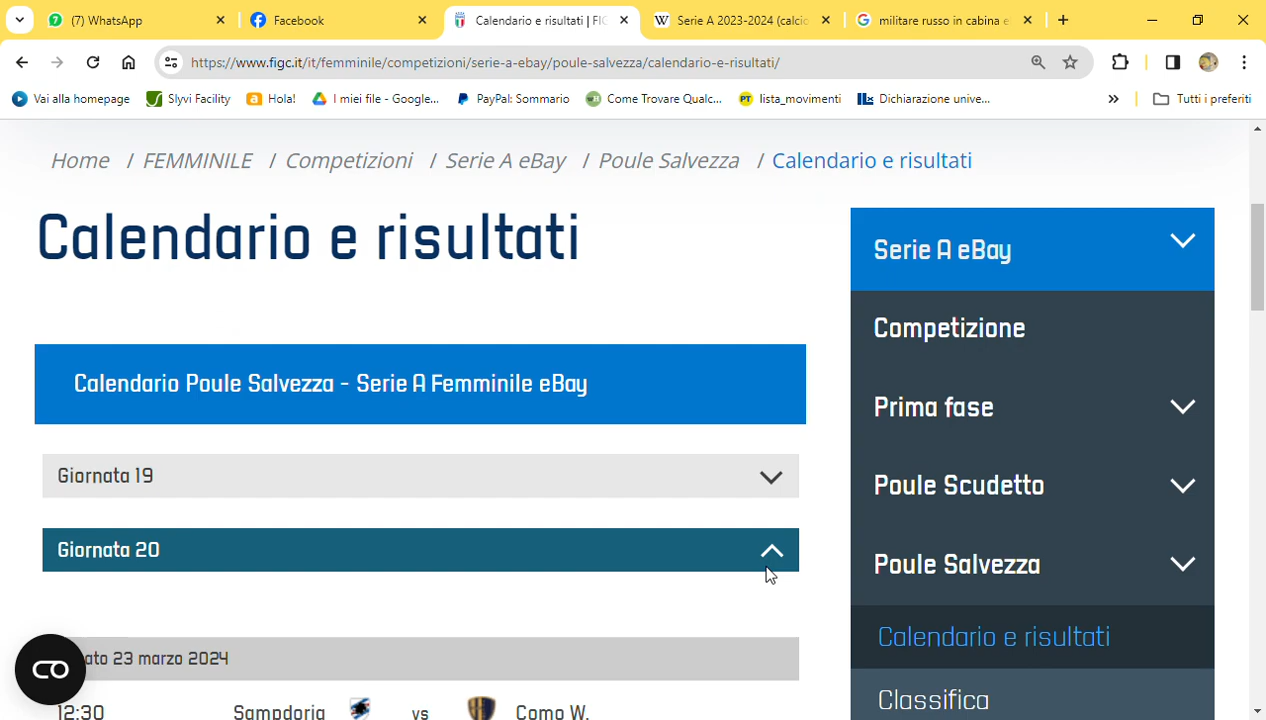 (7) WhatsApp
Facebook
Calendario e risultati | FIG
Serie A 2023-2024 (calcio
militare russo in cabina e
https://www.figc.it/it/femminile/competizioni/serie-a-ebay/poule-salvezza/calendario-e-risultati/
Vai alla homepage
Slyvi Facility
Hola!
I miei file - Google...
PayPal: Sommario
Come Trovare Qualc...
lista_movimenti
Dichiarazione unive...
»
Tutti i preferiti
Home / FEMMINILE / Competizioni / Serie A eBay / Poule Salvezza / Calendario e risultati
Calendario e risultati
Calendario Poule Salvezza - Serie A Femminile eBay
Giornata 19
Giornata 20
ato 23 marzo 2024
12:30 Sampdoria vs Como W.
Serie A eBay
Competizione
Prima fase
Poule Scudetto
Poule Salvezza
Calendario e risultati
Classifica